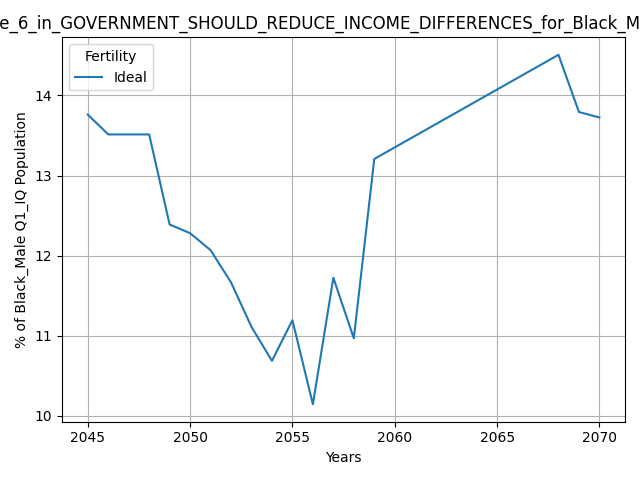 e_6_in_GOVERNMENT_SHOULD_REDUCE_INCOME_DIFFERENCES_for_Black_M
Fertility
Ideal
% of Black_Male Q1_IQ Population
14
13
12
11
10
2045 2050 2055 2060 2065 2070
Years